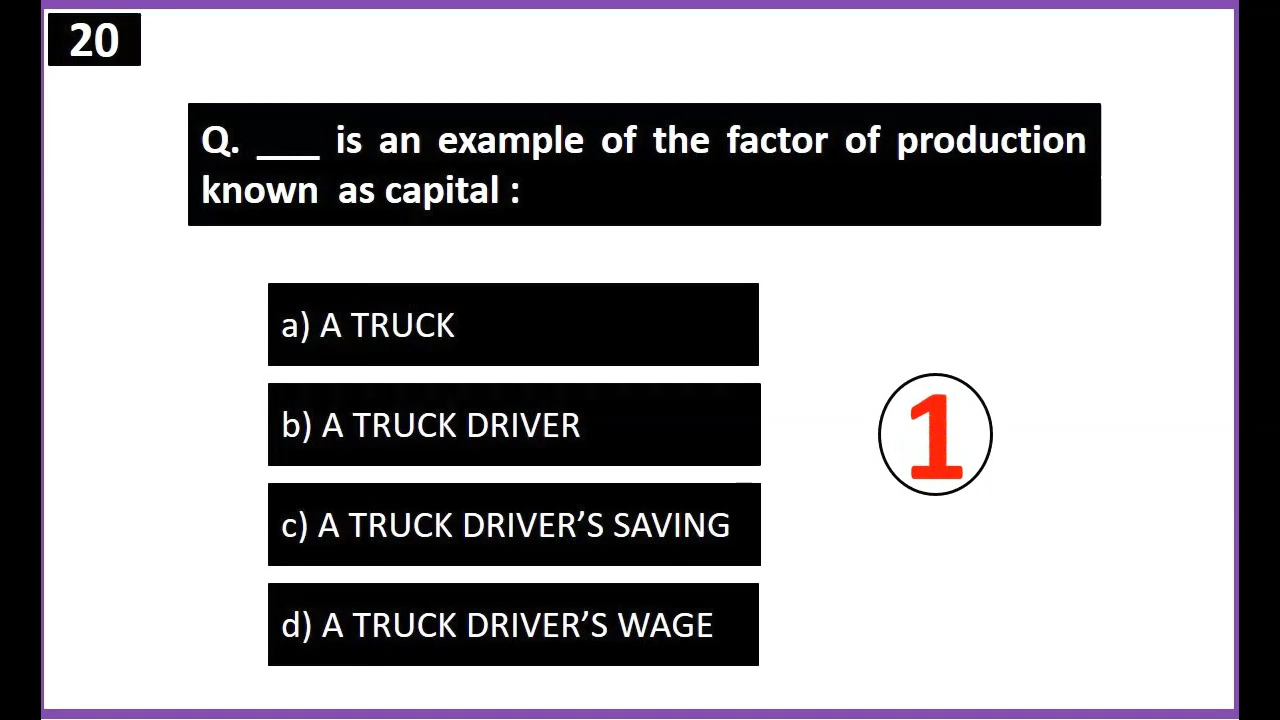 20
Q. ___ is an example of the factor of production
known as capital :
a) A TRUCK
b) A TRUCK DRIVER
1
c) A TRUCK DRIVER’S SAVING
d) A TRUCK DRIVER’S WAGE